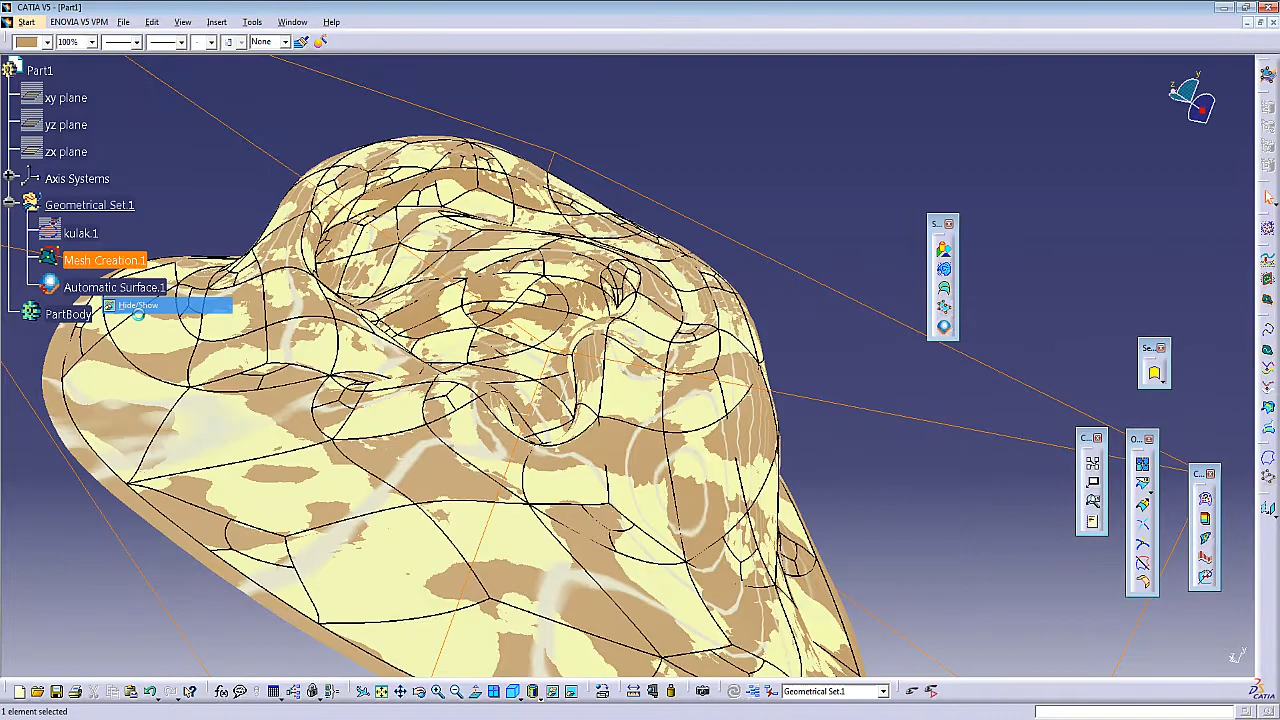 CATIA V5 - [Part1]
Start ENOVIA V5 VPM File Edit View Insert Tools Window Help
100% None
Part1
xy plane
yz plane
zx plane
Axis Systems
Geometrical Set.1
kulak.1
Mesh Creation.1
Automatic Surface.1
Hide/Show
PartBody
y
z
S...
Se...
C...
O...
C...
Geometrical Set.1
CATIA
1 element selected